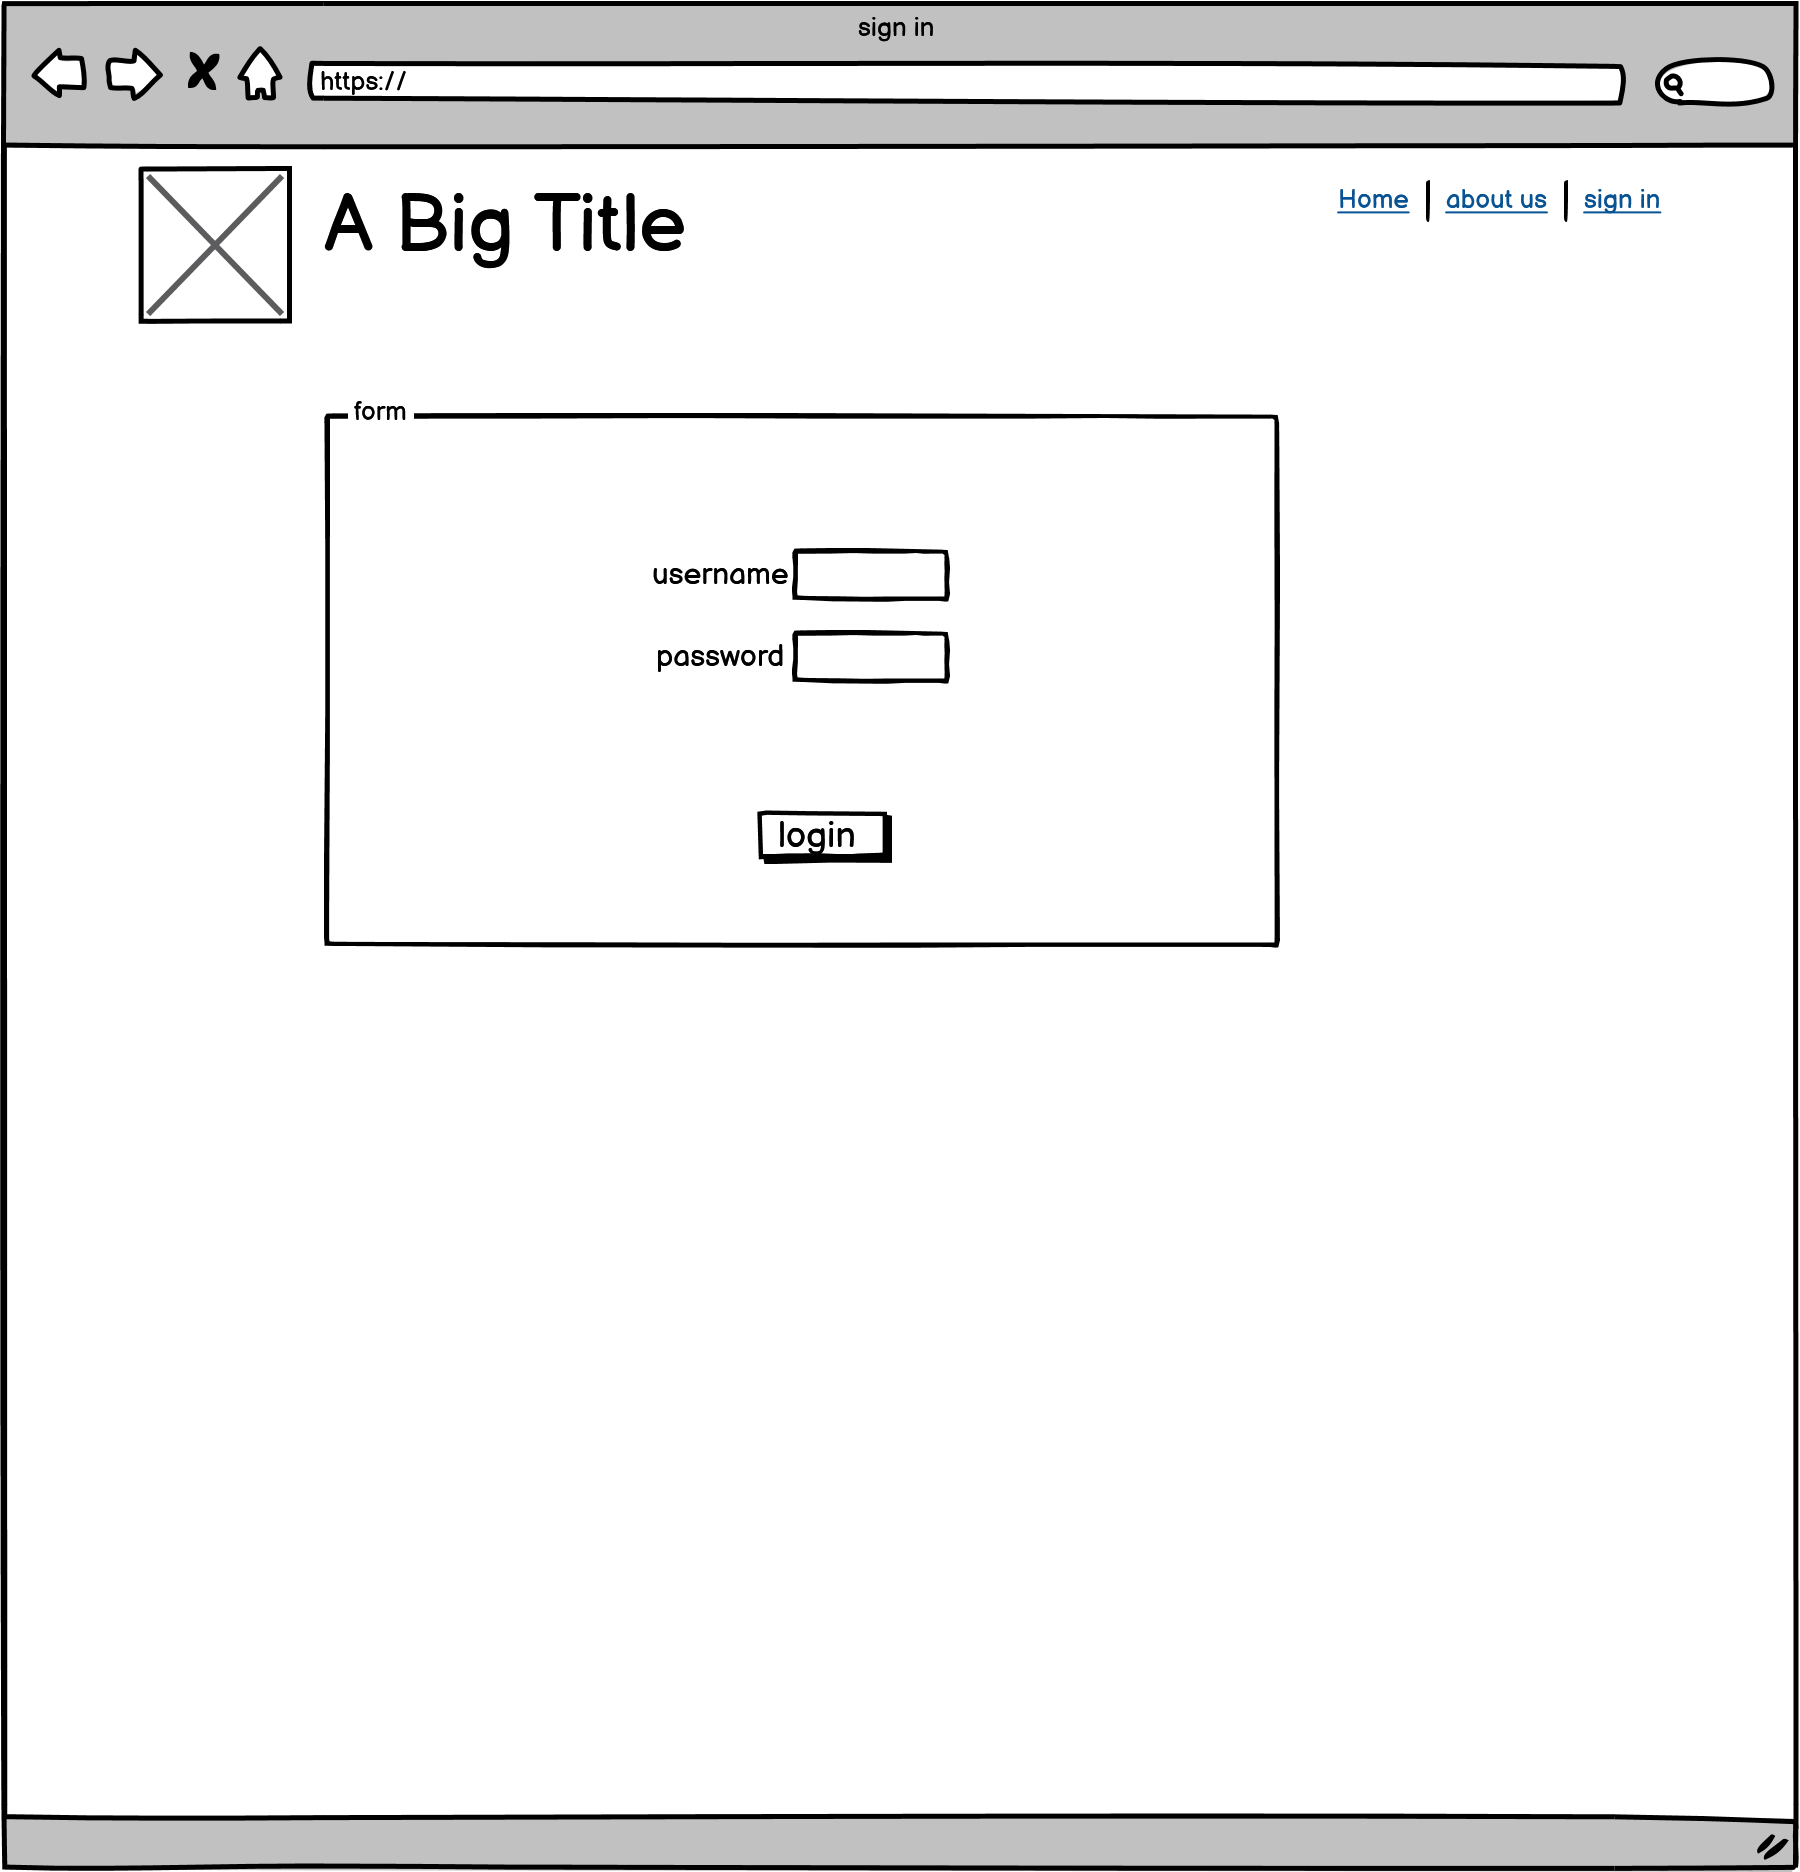 sign in
https://
A Big Title
Home | about us | sign in
form
username
password
login